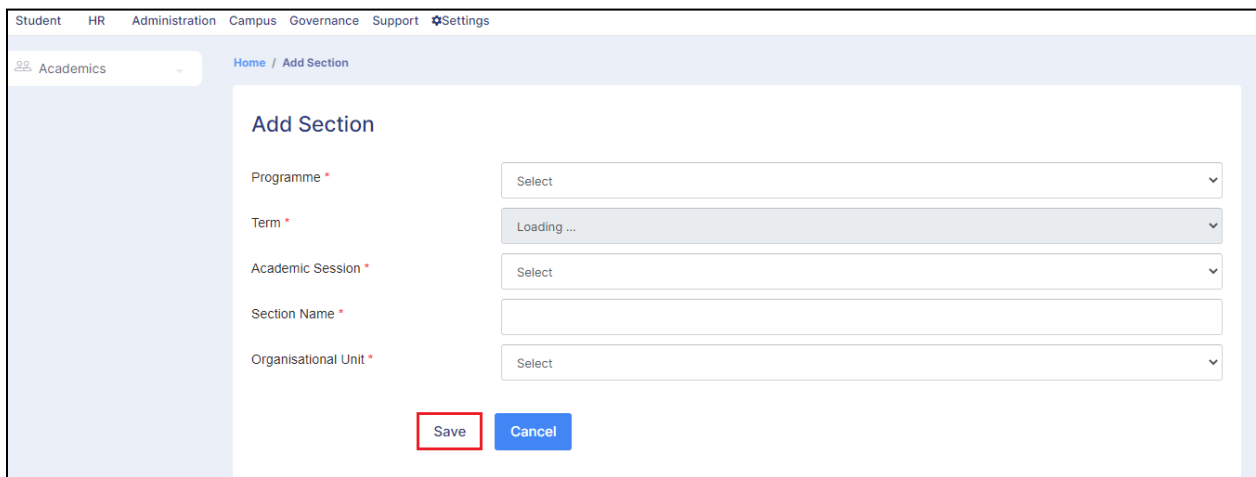 Student HR Administration Campus Governance Support Settings
Academics
Home / Add Section
Add Section
Programme *
Select
Term *
Loading ...
Academic Session *
Select
Section Name *
Organisational Unit *
Select
Save Cancel